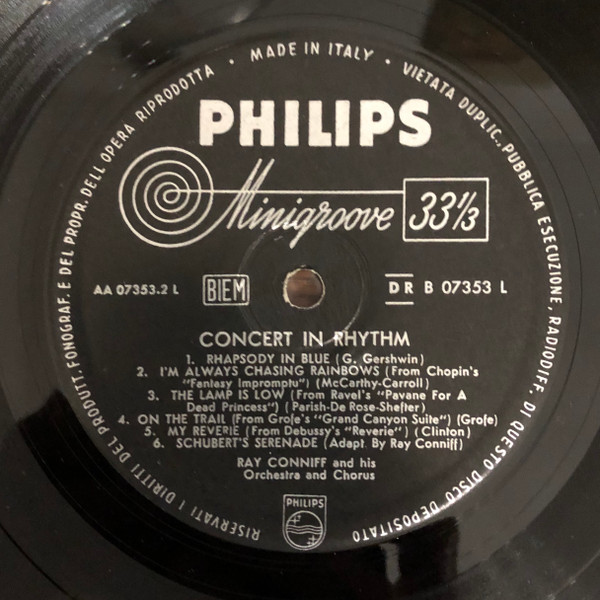 RISERVATI I DIRITTI DEL PRODUTT. FONOGRAF. E DEL PROPR. DELL OPERA RIPRODOTTA • MADE IN ITALY • VIETATA DUPLIC., PUBBLICA ESECUZIONE, RADIODIFF. DI QUESTO DISCO DEPOSITATO
PHILIPS
Minigroove 33⅓
AA 07353.2 L BIEM DR B 07353 L
CONCERT IN RHYTHM
1. RHAPSODY IN BLUE (G. Gershwin)
2. I'M ALWAYS CHASING RAINBOWS (From Chopin's
"Fantasy Impromptu") (McCarthy-Carroll)
3. THE LAMP IS LOW (From Ravel's "Pavane For A
Dead Princess") (Parish-De Rose-Shefter)
4. ON THE TRAIL (From Grofe's "Grand Canyon Suite") (Grofe)
5. MY REVERIE (From Debussy's "Reverie") (Clinton)
6. SCHUBERT'S SERENADE (Adapt. By Ray Conniff)
RAY CONNIFF and his
Orchestra and Chorus
PHILIPS